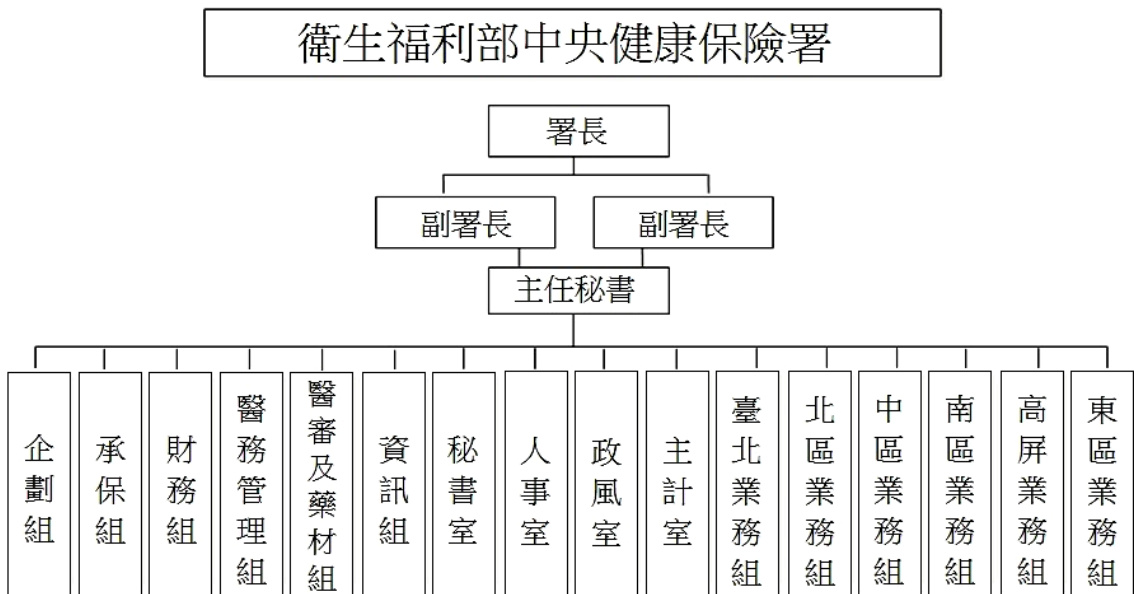 衛生福利部中央健康保險署
署長
副署長
副署長
主任秘書
企劃組
承保組
財務組
醫務管理組
醫審及藥材組
資訊組
秘書室
人事室
政風室
主計室
臺北業務組
北區業務組
中區業務組
南區業務組
高屏業務組
東區業務組